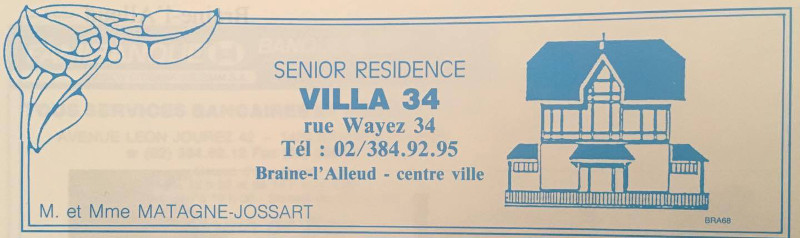 SENIOR RESIDENCE
VILLA 34
rue Wayez 34
Tél : 02/384.92.95
Braine-l'Alleud - centre ville
M. et Mme MATAGNE-JOSSART
BRA68